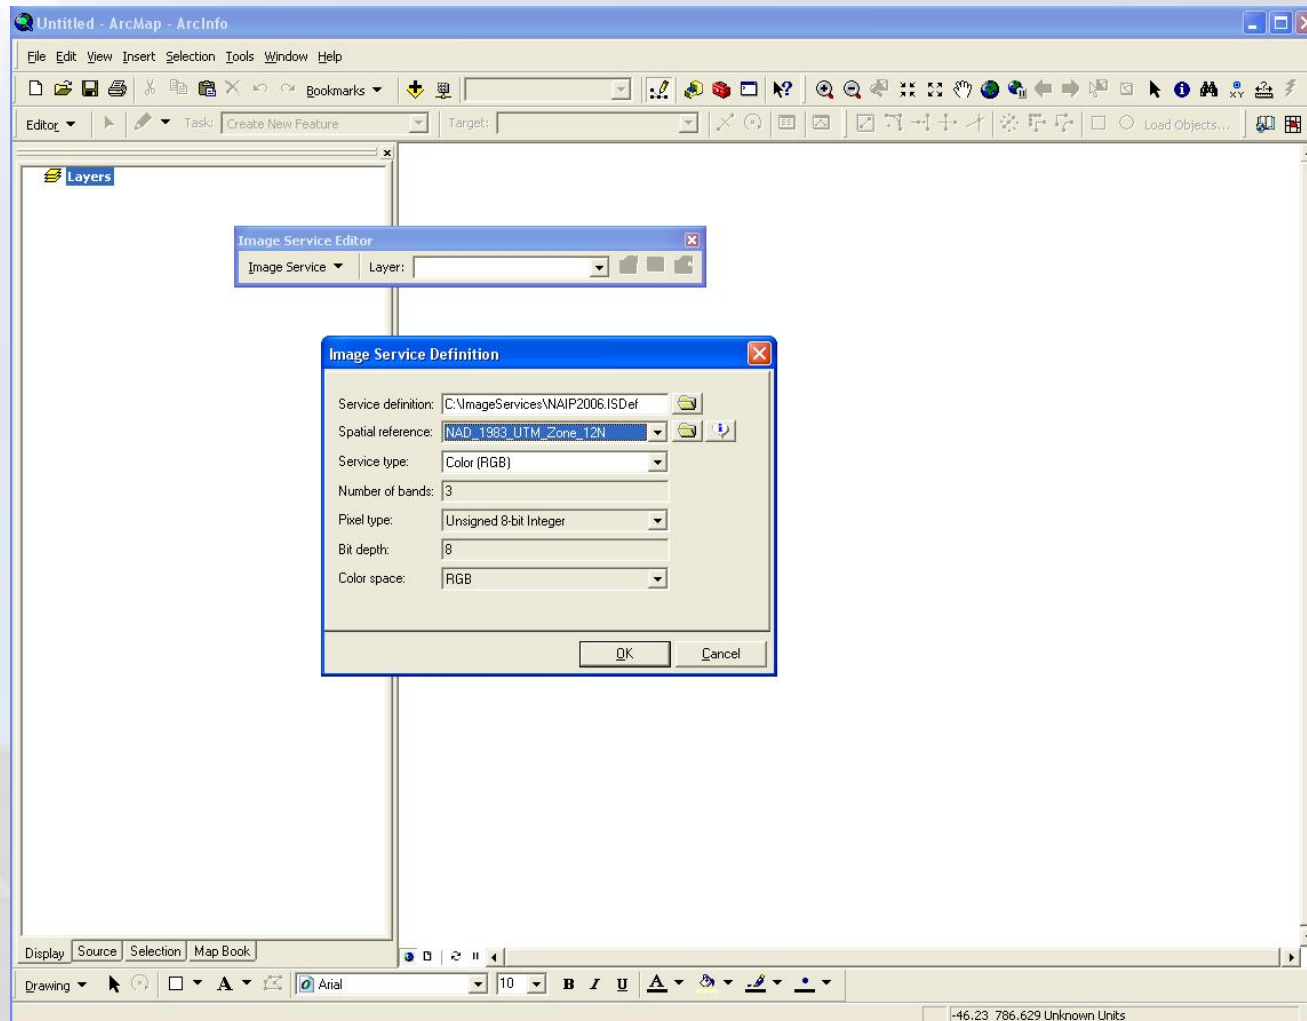 Untitled - ArcMap - ArcInfo
File Edit View Insert Selection Tools Window Help
Bookmarks
Editor Task: Create New Feature Target: Load Objects...
Layers
Image Service Editor
Image Service Layer:
Image Service Definition
Service definition: C:\ImageServices\NAIP2006.ISDef
Spatial reference: NAD_1983_UTM_Zone_12N
Service type: Color (RGB)
Number of bands: 3
Pixel type: Unsigned 8-bit Integer
Bit depth: 8
Color space: RGB
OK Cancel
Display Source Selection Map Book
Drawing A Arial 10 B I U A
-46.23 786.629 Unknown Units